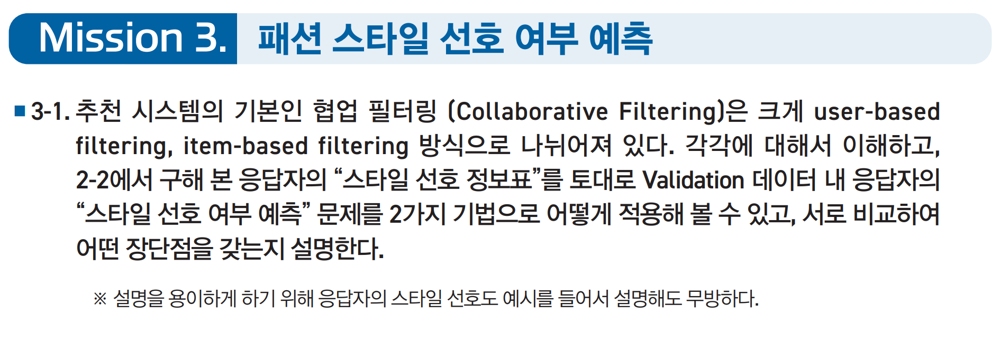 Mission 3. 패션 스타일 선호 여부 예측
■ 3-1. 추천 시스템의 기본인 협업 필터링 (Collaborative Filtering)은 크게 user-based
filtering, item-based filtering 방식으로 나뉘어져 있다. 각각에 대해서 이해하고,
2-2에서 구해 본 응답자의 “스타일 선호 정보표”를 토대로 Validation 데이터 내 응답자의
“스타일 선호 여부 예측” 문제를 2가지 기법으로 어떻게 적용해 볼 수 있고, 서로 비교하여
어떤 장단점을 갖는지 설명한다.
※ 설명을 용이하게 하기 위해 응답자의 스타일 선호도 예시를 들어서 설명해도 무방하다.